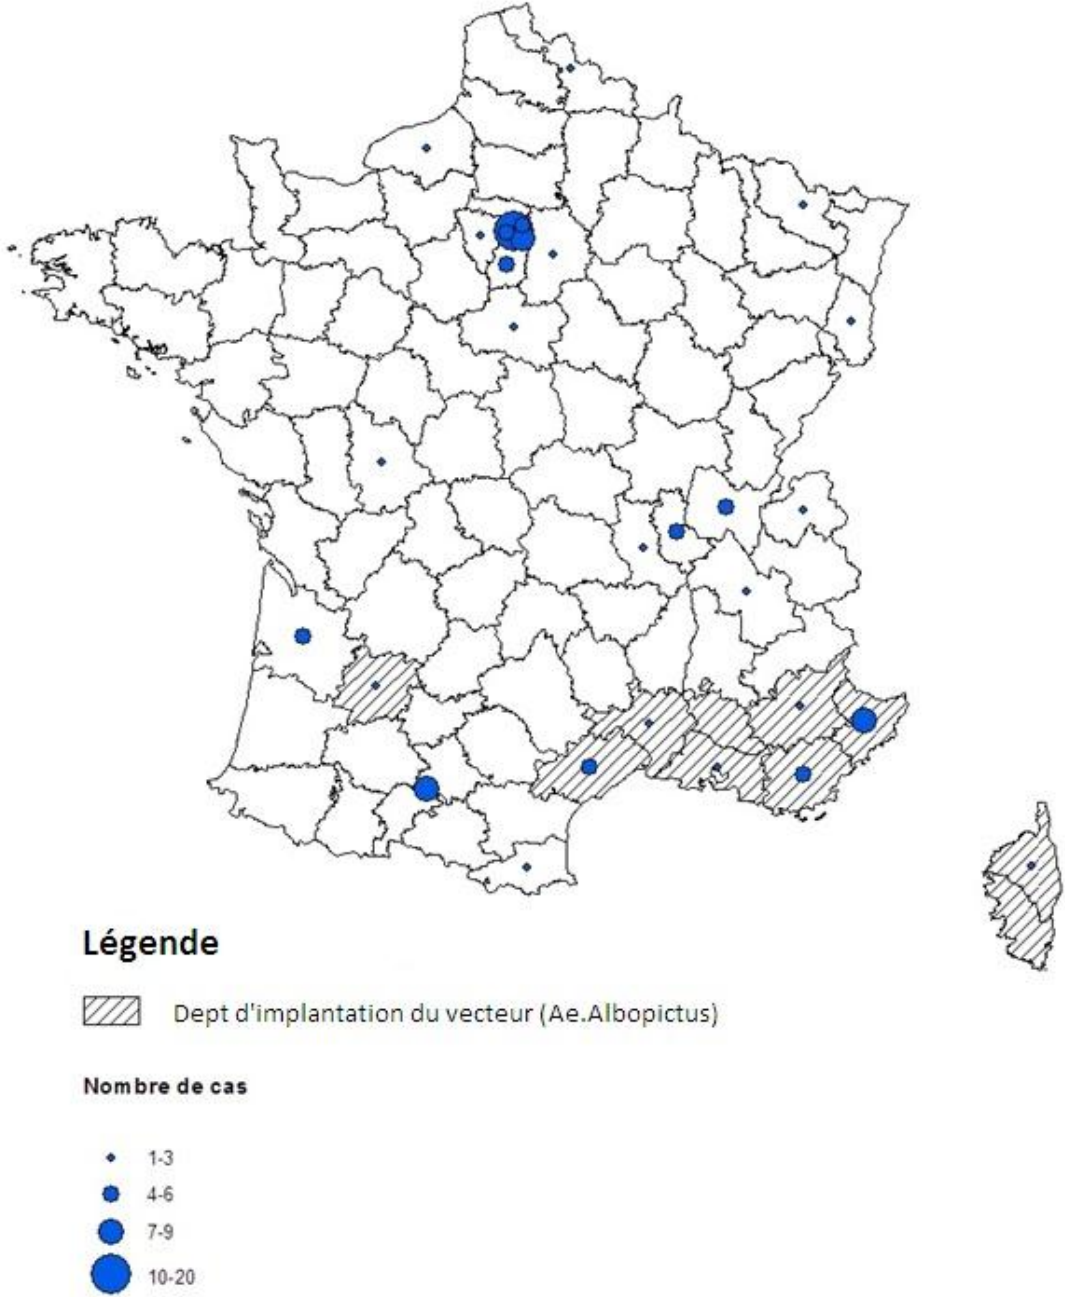 Légende
Dept d'implantation du vecteur (Ae.Albopictus)
Nombre de cas
1-3
4-6
7-9
10-20